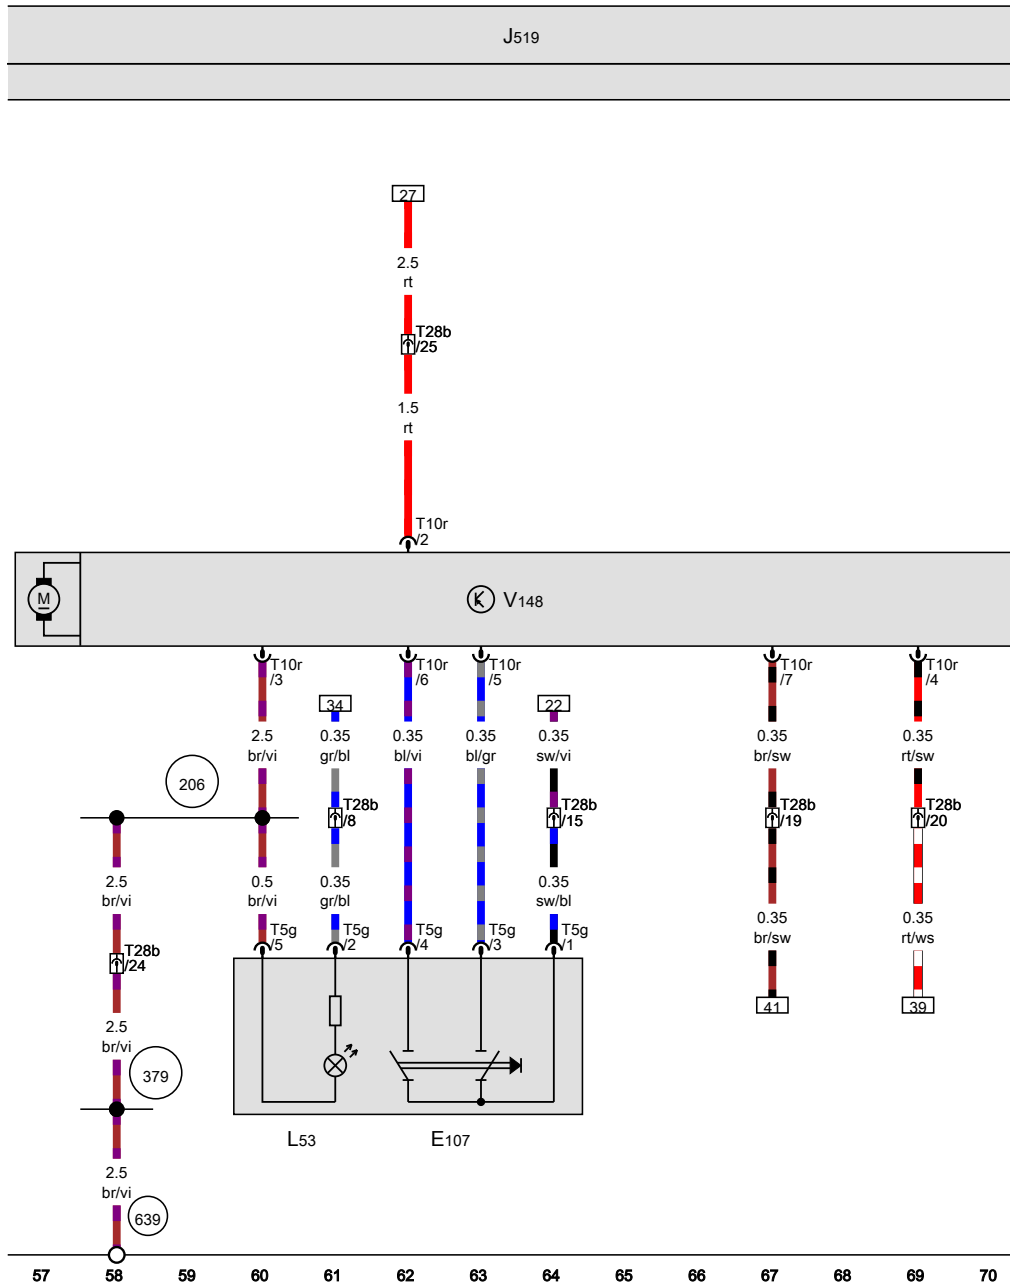 J519
27
2.5
rt
T28b
/25
1.5
rt
T10r
/2
M
V148
T10r
/3
T10r
/6
T10r
/5
T10r
/7
T10r
/4
34
22
2.5
br/vi
0.35
gr/bl
0.35
bl/vi
0.35
bl/gr
0.35
sw/vi
0.35
br/sw
0.35
rt/sw
206
T28b
/8
T28b
/15
T28b
/19
T28b
/20
2.5
br/vi
0.5
br/vi
0.35
gr/bl
0.35
sw/bl
0.35
br/sw
0.35
rt/ws
T5g
/5
T5g
/2
T5g
/4
T5g
/3
T5g
/1
T28b
/24
41
39
2.5
br/vi
379
L53
E107
2.5
br/vi
639
57 58 59 60 61 62 63 64 65 66 67 68 69 70